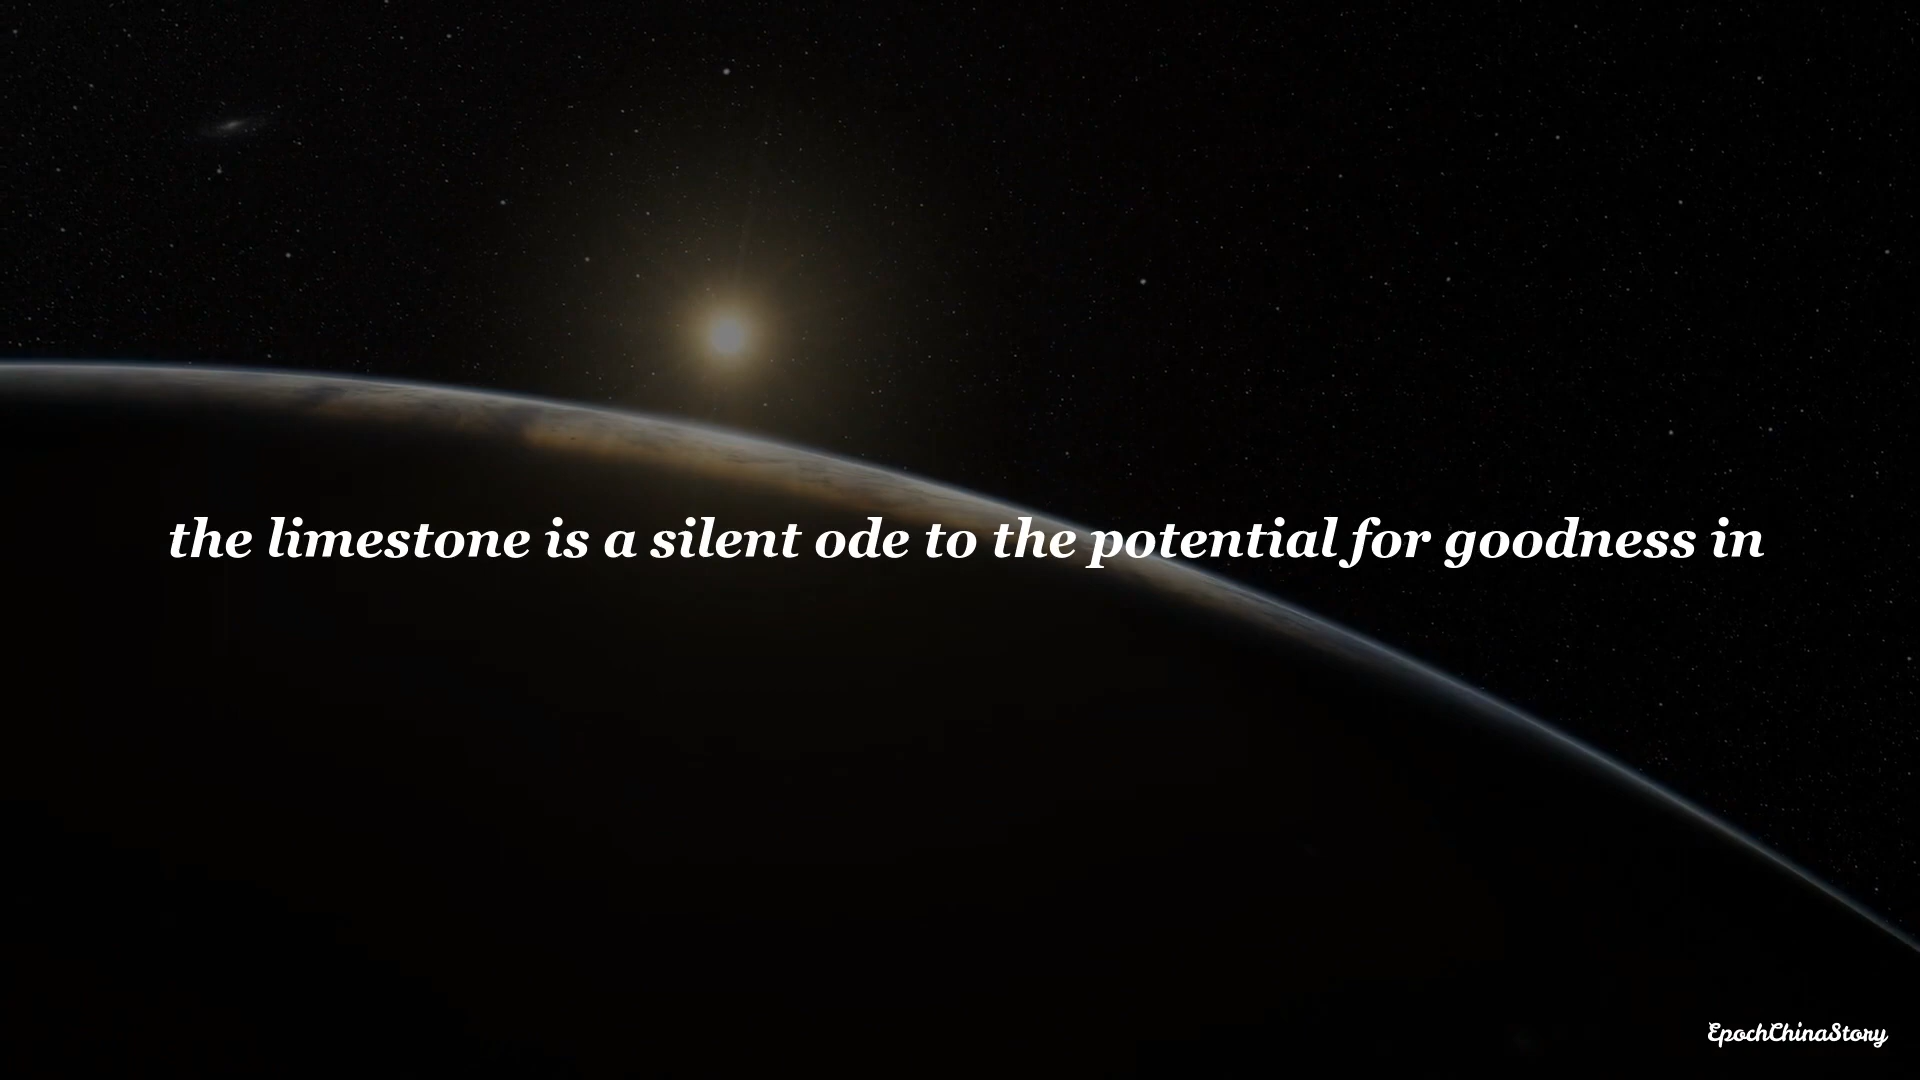 the limestone is a silent ode to the potential for goodness in
EpochChinaStory